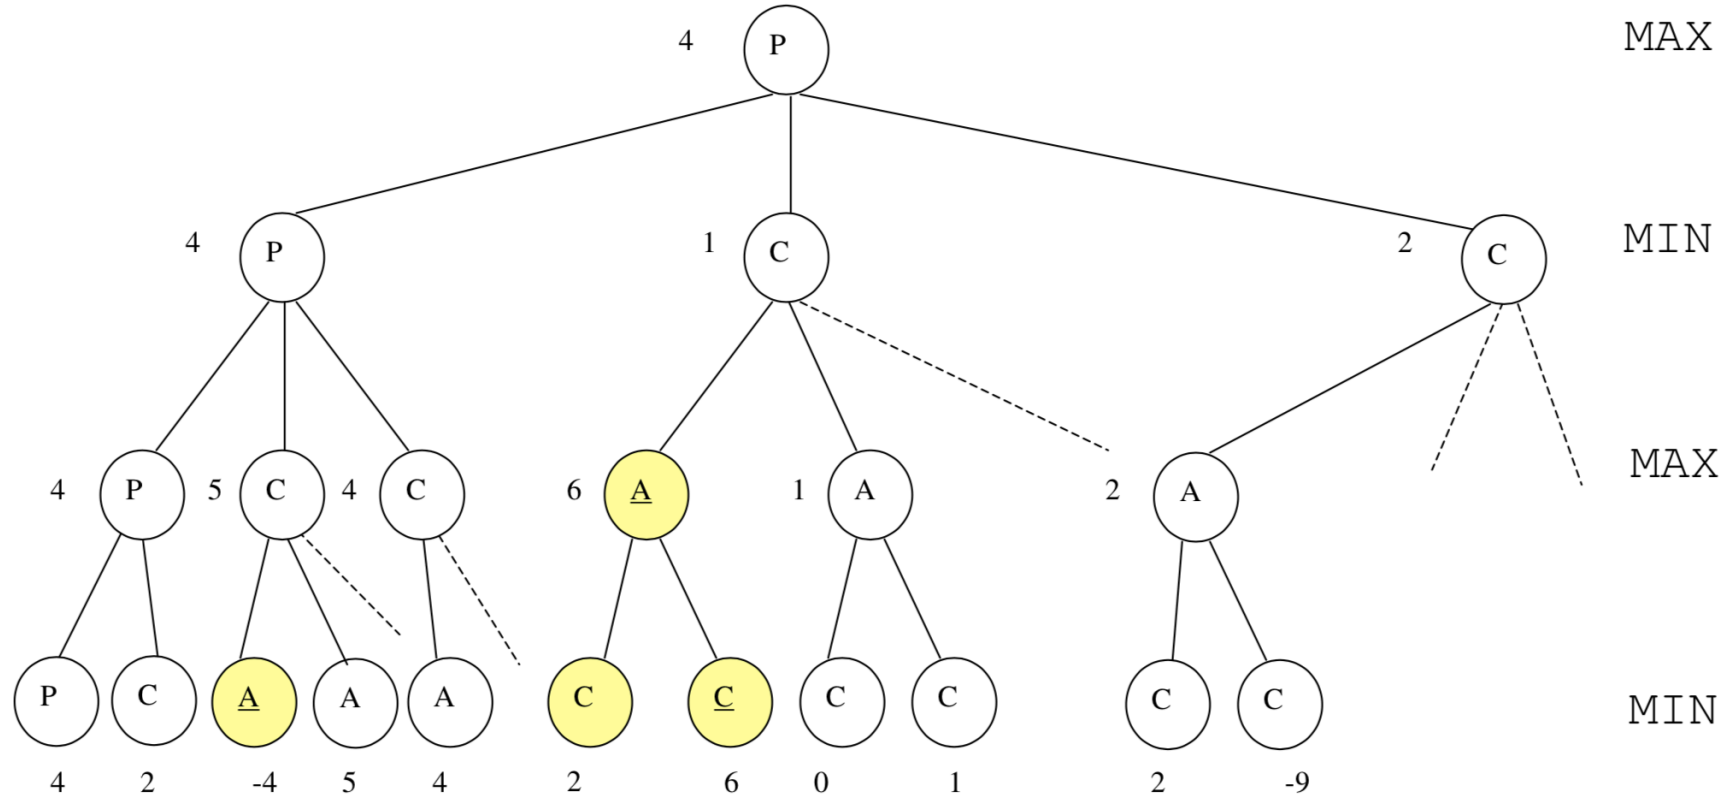 4 P MAX
4 P 1 C 2 C MIN
4 P 5 C 4 C 6 A 1 A 2 A MAX
P C A A A C C C C C C MIN
4 2 -4 5 4 2 6 0 1 2 -9